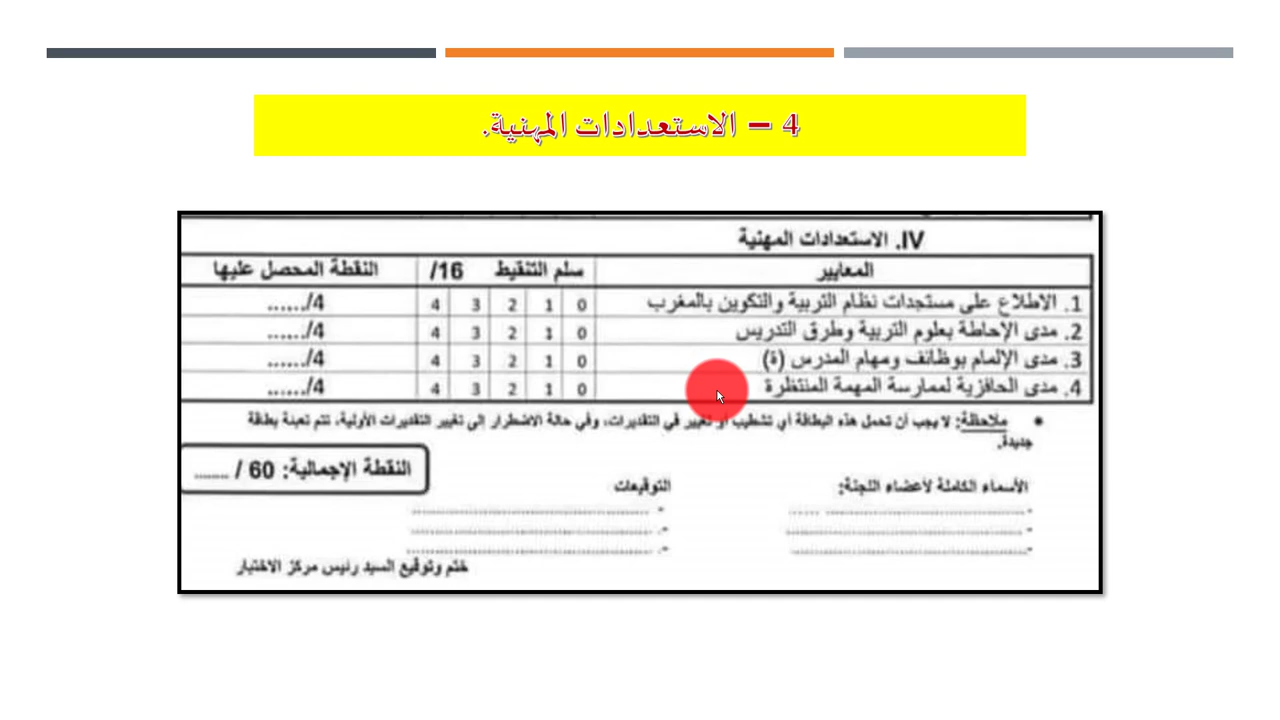 4 – الاستعدادات المهنية.
IV. الاستعدادات المهنية
المعايير سلم التنقيط 16/ النقطة المحصل عليها
1. الاطلاع على مستجدات نظام التربية والتكوين بالمغرب 0 1 2 3 4 4/......
2. مدى الإحاطة بعلوم التربية وطرق التدريس 0 1 2 3 4 4/......
3. مدى الإلمام بوظائف ومهام المدرس (ة) 0 1 2 3 4 4/......
4. مدى الحافزية لممارسة المهمة المنتظرة 0 1 2 3 4 4/......
• ملاحظة: لا يجب أن تحمل هذه البطاقة أي تشطيب أو تغيير في التقديرات، وفي حالة الاضطرار إلى تغيير التقديرات الأولية، تتم تعبئة بطاقة
جديدة.
النقطة الإجمالية: 60 / .......
الأسماء الكاملة لأعضاء اللجنة: التوقيعات
ختم وتوقيع السيد رئيس مركز الاختبار